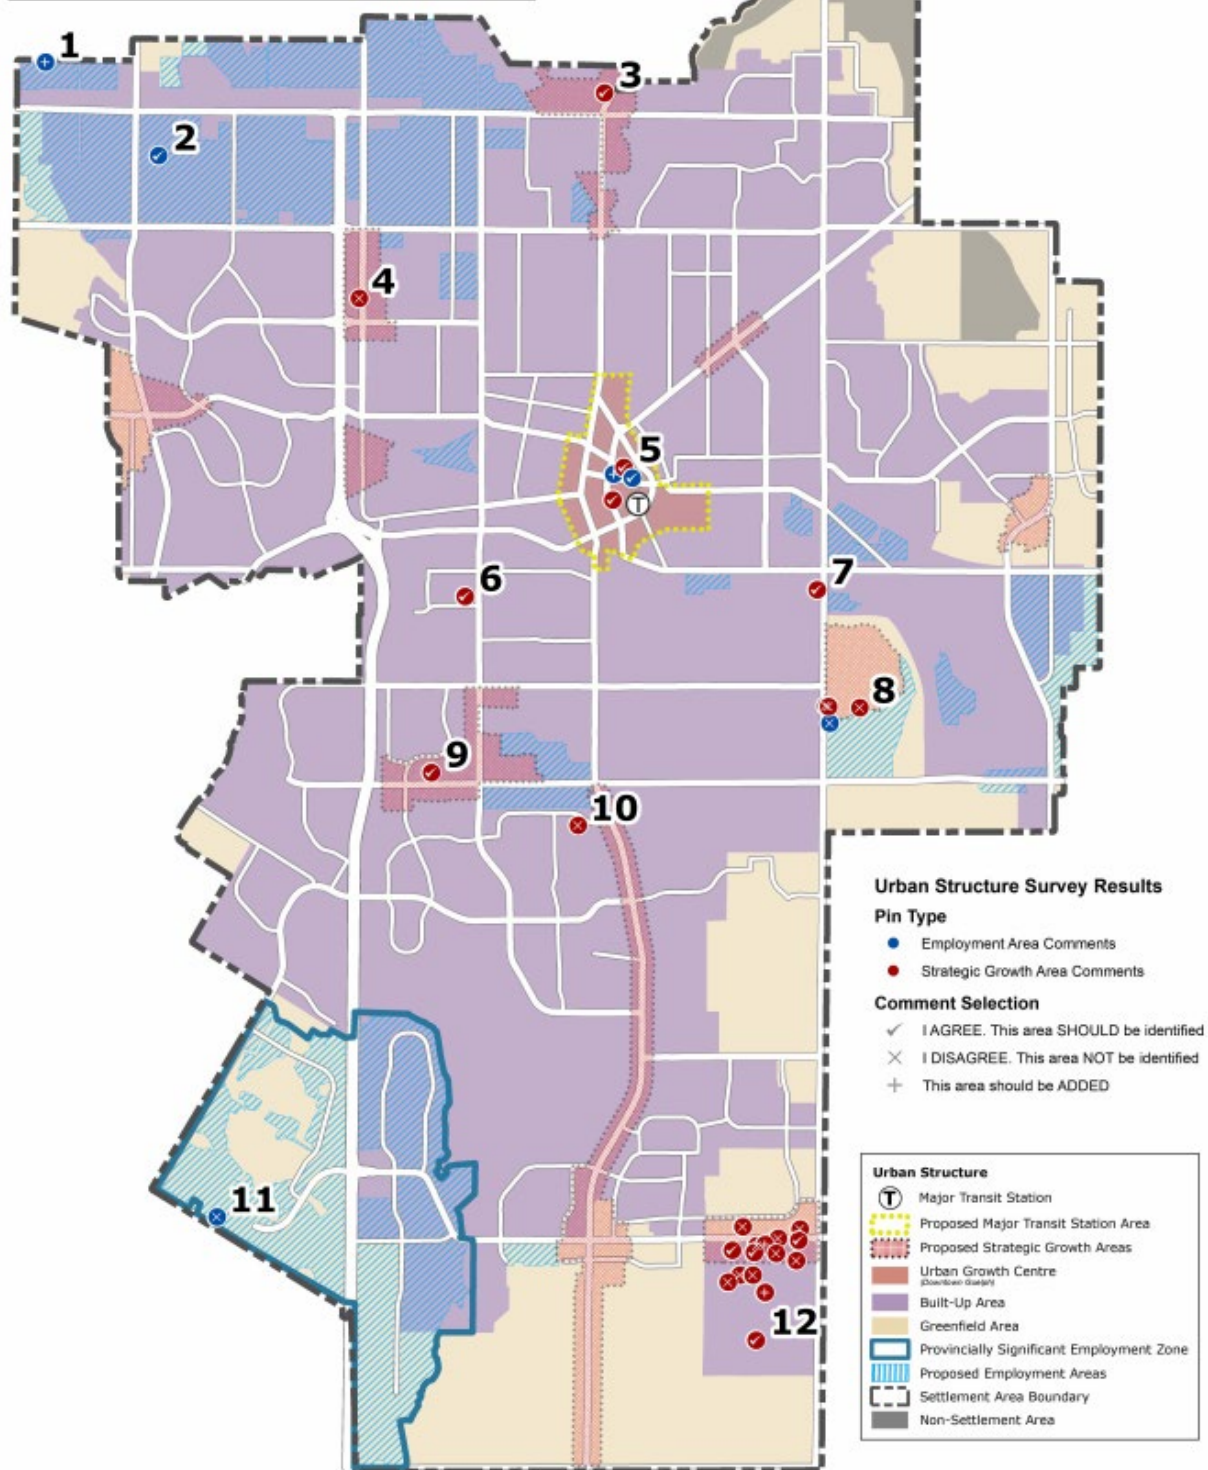 1
2
3
4
5
T
6
7
8
9
10
11
12
Urban Structure Survey Results
Pin Type
Employment Area Comments
Strategic Growth Area Comments
Comment Selection
I AGREE. This area SHOULD be identified
I DISAGREE. This area NOT be identified
This area should be ADDED
Urban Structure
T Major Transit Station
Proposed Major Transit Station Area
Proposed Strategic Growth Areas
Urban Growth Centre
(Downtown Guelph)
Built-Up Area
Greenfield Area
Provincially Significant Employment Zone
Proposed Employment Areas
Settlement Area Boundary
Non-Settlement Area